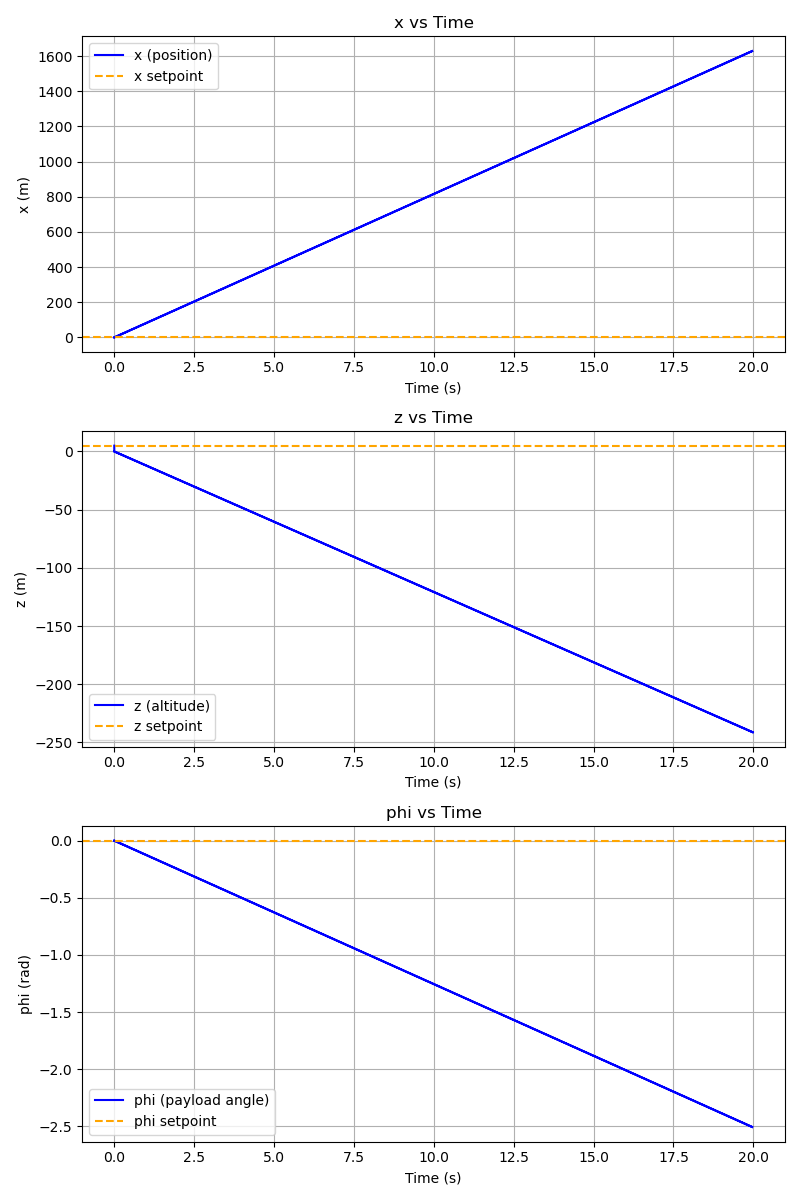 x vs Time
x (position)
x setpoint
1600
1400
1200
1000
800
600
400
200
0
x (m)
0.0 2.5 5.0 7.5 10.0 12.5 15.0 17.5 20.0
Time (s)
z vs Time
0
−50
−100
−150
−200
−250
z (m)
z (altitude)
z setpoint
0.0 2.5 5.0 7.5 10.0 12.5 15.0 17.5 20.0
Time (s)
phi vs Time
0.0
−0.5
−1.0
−1.5
−2.0
−2.5
phi (rad)
phi (payload angle)
phi setpoint
0.0 2.5 5.0 7.5 10.0 12.5 15.0 17.5 20.0
Time (s)